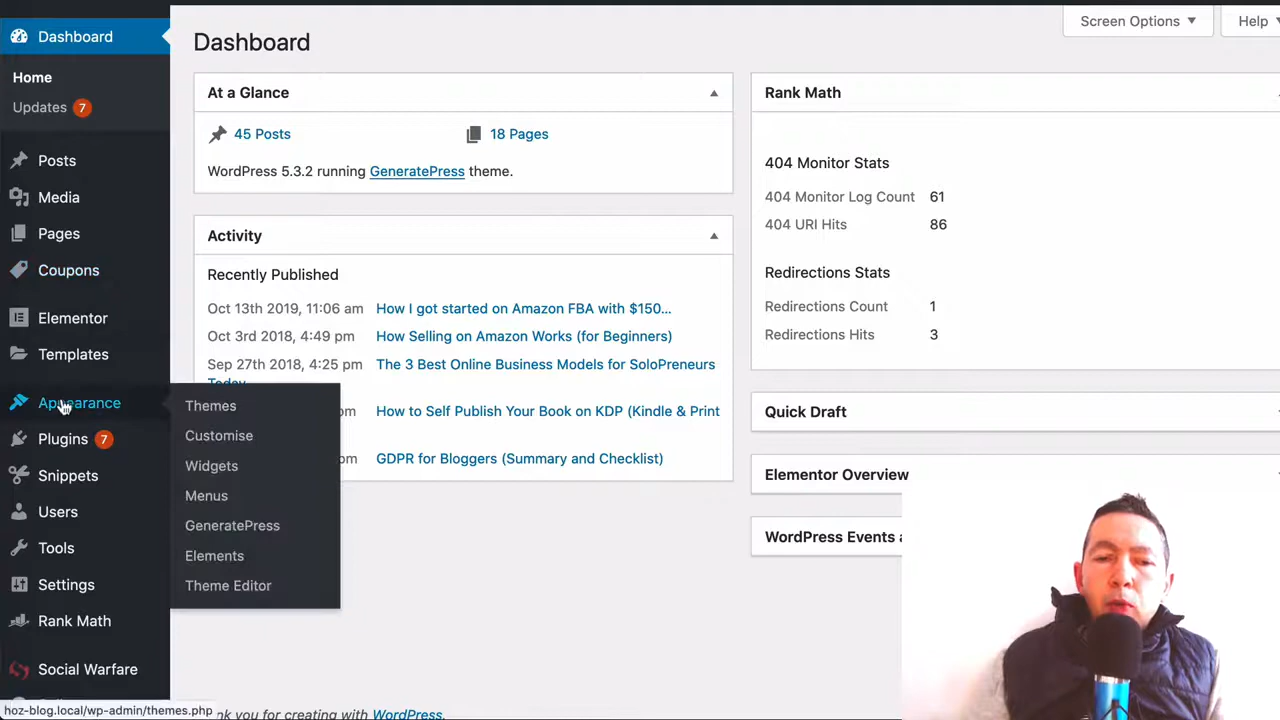 Dashboard
Home
Updates 7
Posts
Media
Pages
Coupons
Elementor
Templates
Appearance
Plugins 7
Snippets
Users
Tools
Settings
Rank Math
Social Warfare
hoz-blog.local/wp-admin/themes.php
Themes
Customise
Widgets
Menus
GeneratePress
Elements
Theme Editor
Screen Options ▼
Help
Dashboard
At a Glance
45 Posts
18 Pages
WordPress 5.3.2 running GeneratePress theme.
Activity
Recently Published
Oct 13th 2019, 11:06 am How I got started on Amazon FBA with $150...
Oct 3rd 2018, 4:49 pm How Selling on Amazon Works (for Beginners)
Sep 27th 2018, 4:25 pm The 3 Best Online Business Models for SoloPreneurs
Today
om How to Self Publish Your Book on KDP (Kindle & Print
pm GDPR for Bloggers (Summary and Checklist)
nk you for creating with WordPress.
Rank Math
404 Monitor Stats
404 Monitor Log Count 61
404 URI Hits 86
Redirections Stats
Redirections Count 1
Redirections Hits 3
Quick Draft
Elementor Overview
WordPress Events a